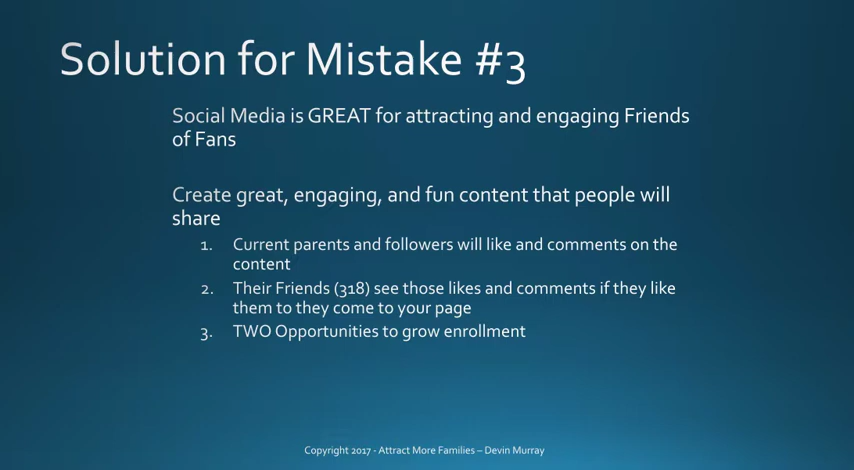 Solution for Mistake #3
Social Media is GREAT for attracting and engaging Friends
of Fans
Create great, engaging, and fun content that people will
share
1. Current parents and followers will like and comments on the
content
2. Their Friends (318) see those likes and comments if they like
them to they come to your page
3. TWO Opportunities to grow enrollment
Copyright 2017 - Attract More Families – Devin Murray